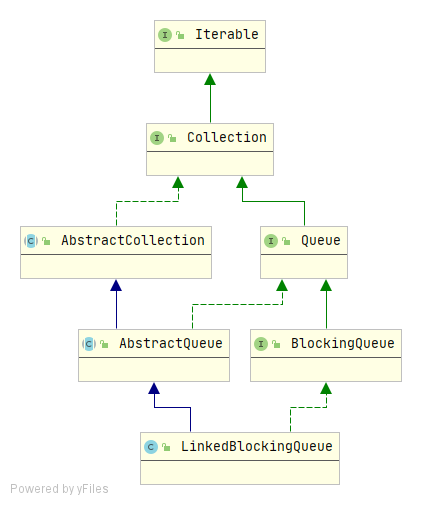 I Iterable
I Collection
C AbstractCollection
I Queue
C AbstractQueue
I BlockingQueue
C LinkedBlockingQueue
Powered by yFiles